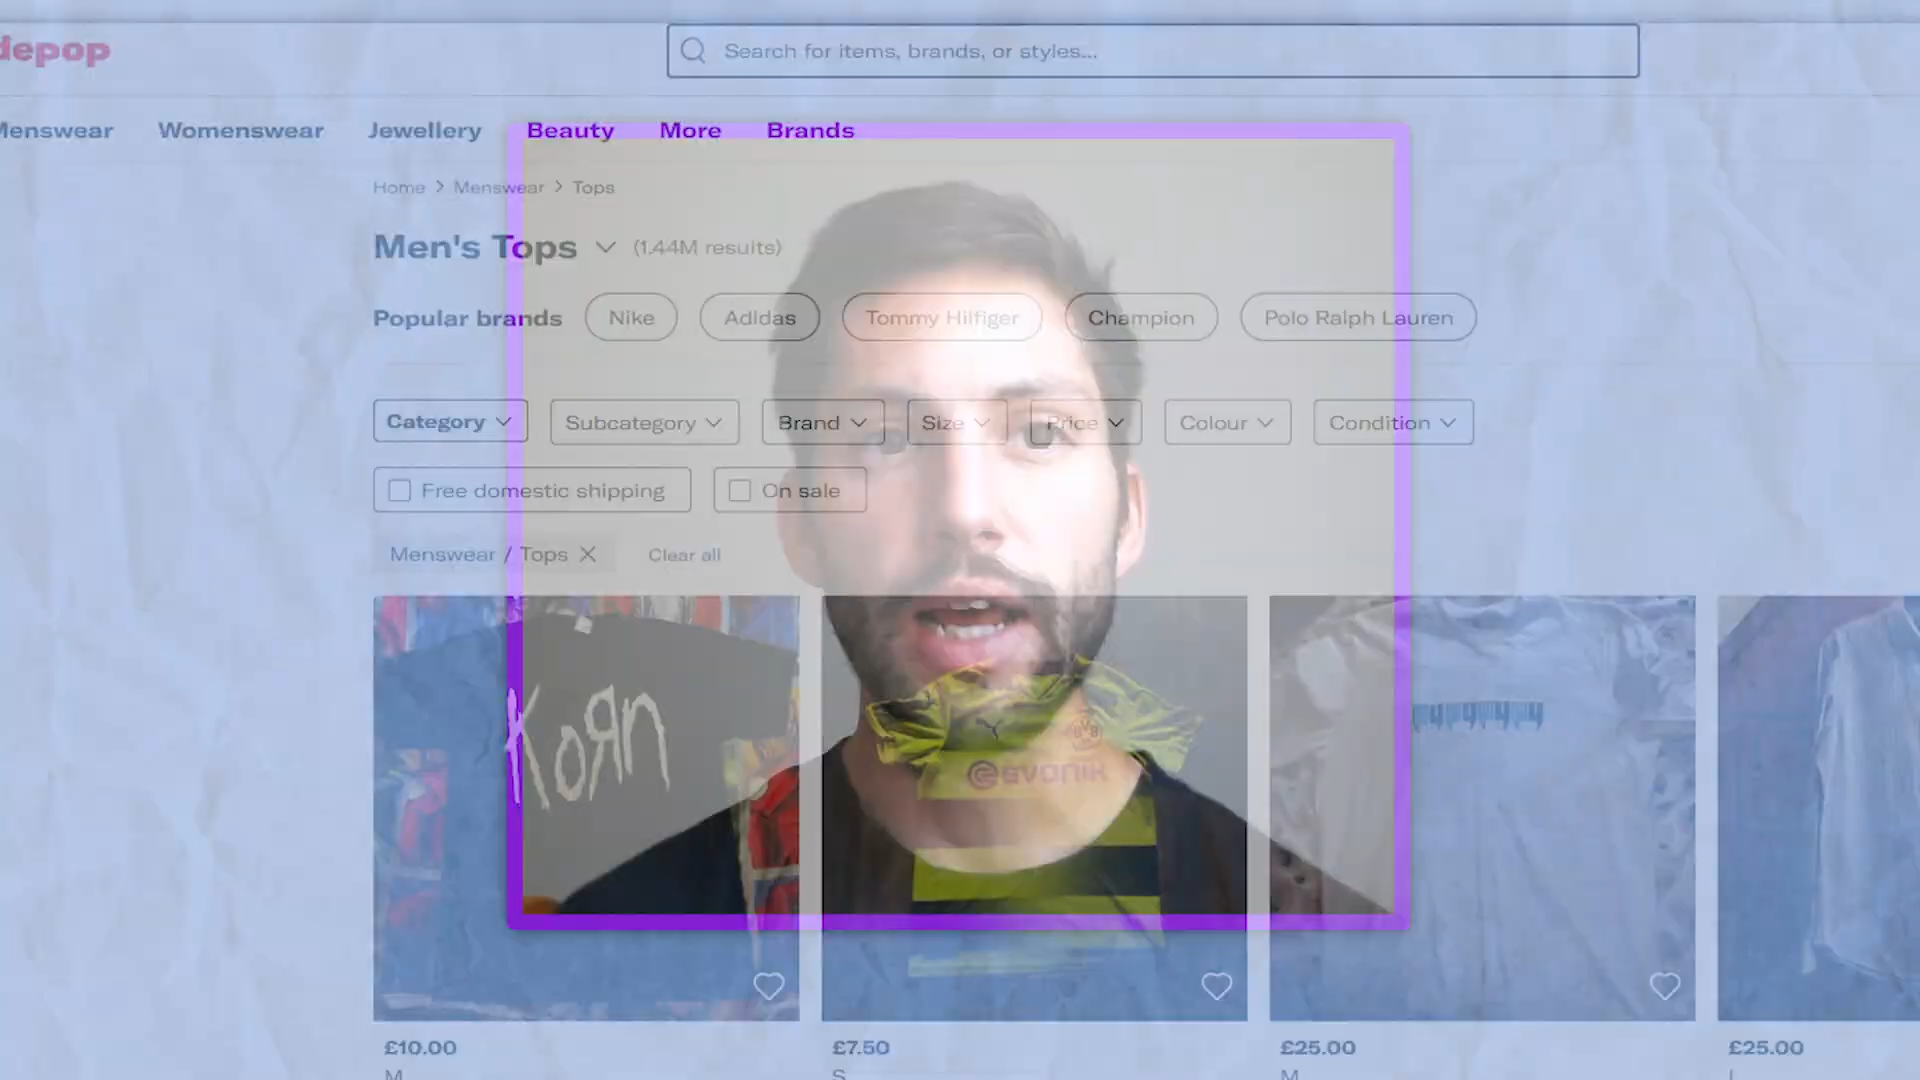 depop
Search for items, brands, or styles...
Menswear Womenswear Jewellery Beauty More Brands
Home > Menswear > Tops
Men's Tops (1.44M results)
Popular brands Nike Adidas Tommy Hilfiger Champion Polo Ralph Lauren
Category Subcategory Brand Size Price Colour Condition
Free domestic shipping On sale
Menswear / Tops X Clear all
KoЯn
BVB
evonik
£10.00 £7.50 £25.00 £25.00
M S M L